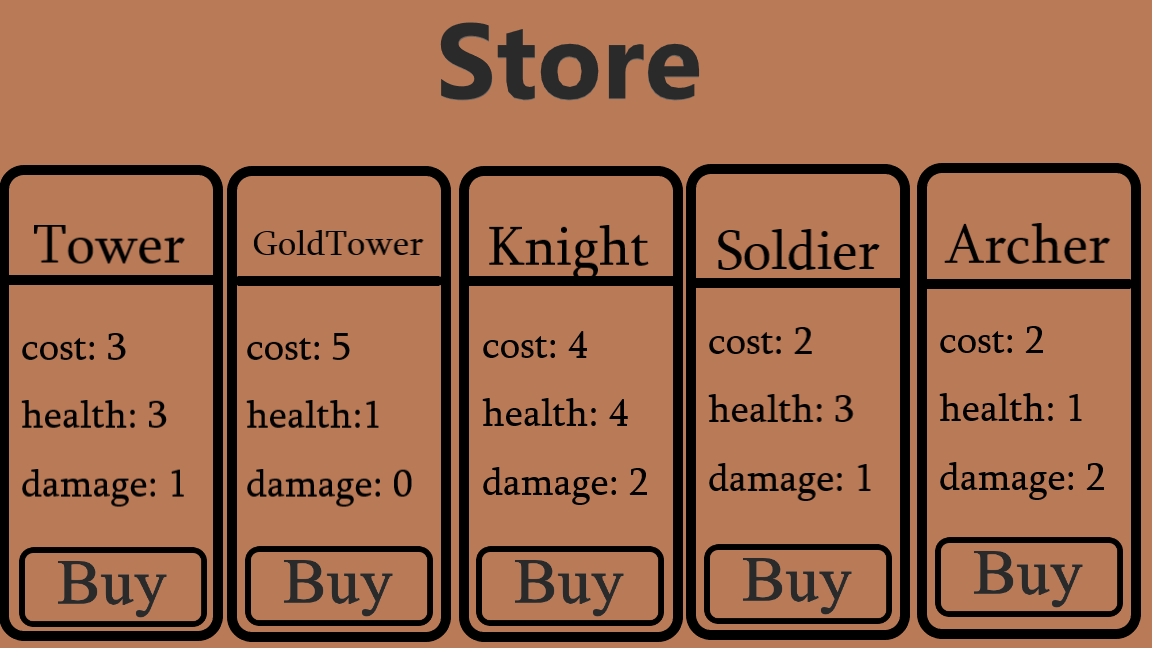 Store
Tower
cost: 3
health: 3
damage: 1
Buy
GoldTower
cost: 5
health:1
damage: 0
Buy
Knight
cost: 4
health: 4
damage: 2
Buy
Soldier
cost: 2
health: 3
damage: 1
Buy
Archer
cost: 2
health: 1
damage: 2
Buy